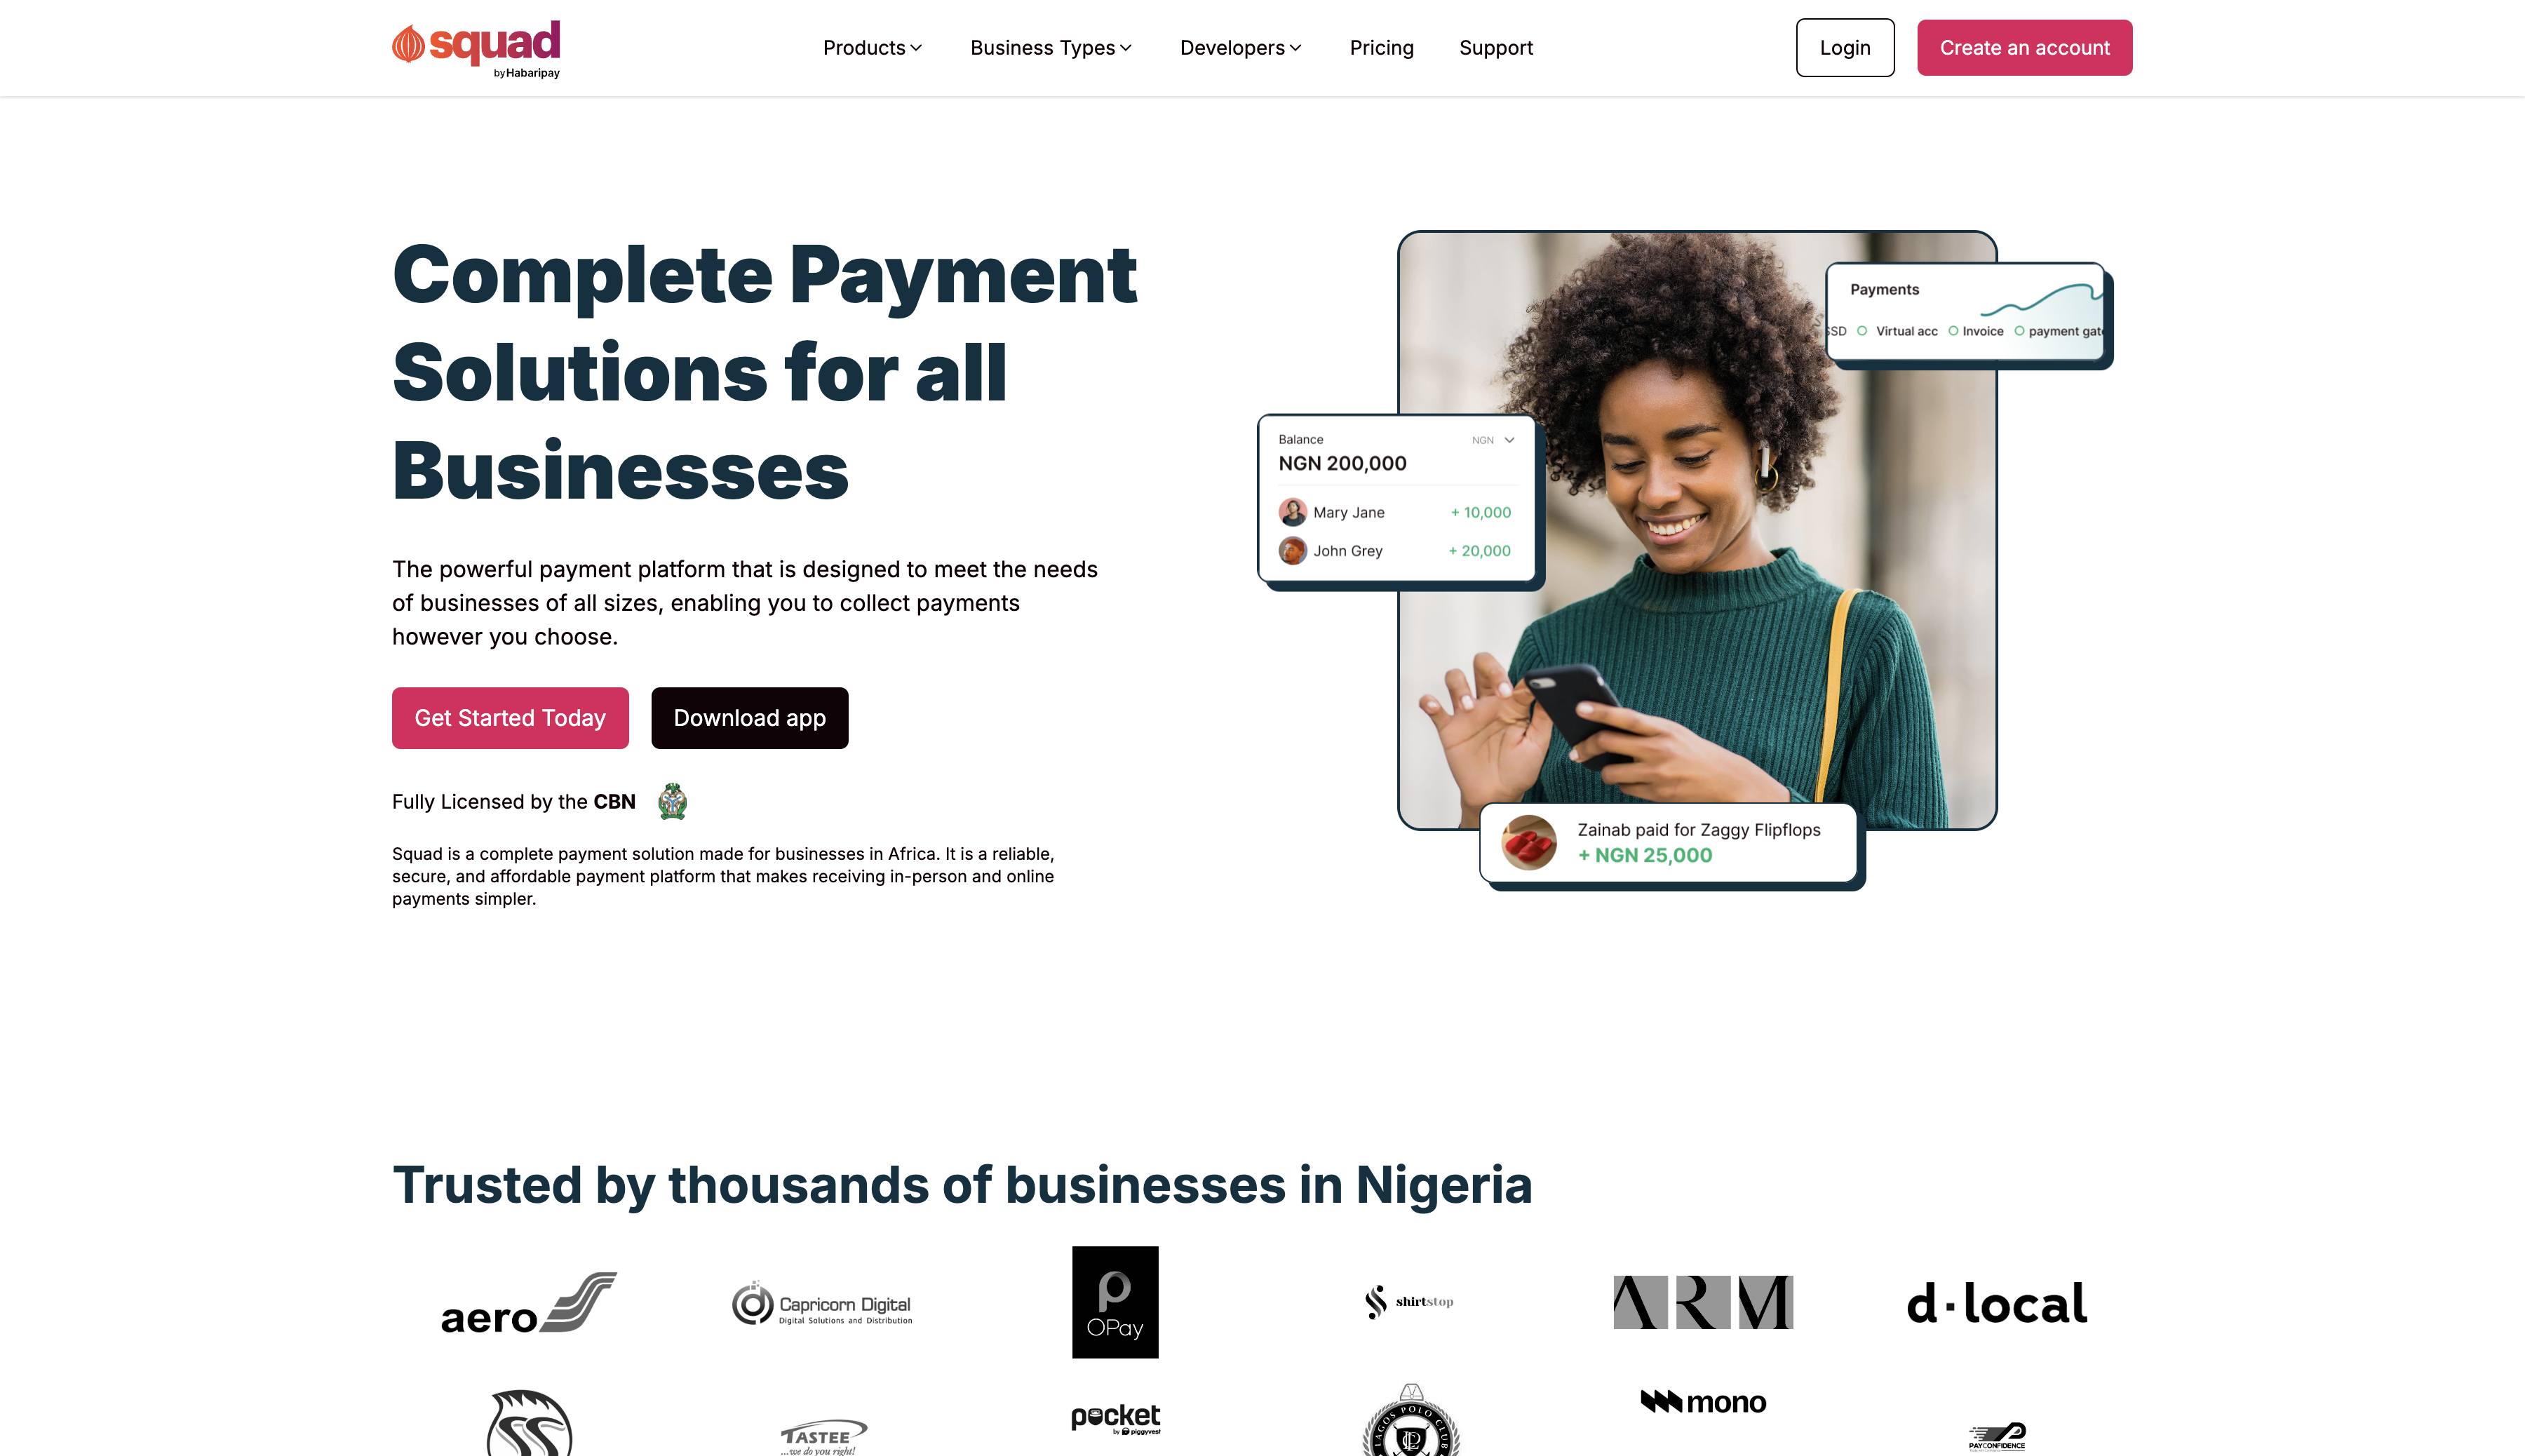 squad
by Habaripay
Products
Business Types
Developers
Pricing
Support
Login
Create an account
Complete Payment
Solutions for all
Businesses
The powerful payment platform that is designed to meet the needs
of businesses of all sizes, enabling you to collect payments
however you choose.
Get Started Today
Download app
Fully Licensed by the CBN
Squad is a complete payment solution made for businesses in Africa. It is a reliable,
secure, and affordable payment platform that makes receiving in-person and online
payments simpler.
Payments
SSD Virtual acc Invoice payment gate
Balance
NGN
NGN 200,000
Mary Jane + 10,000
John Grey + 20,000
Zainab paid for Zaggy Flipflops
+ NGN 25,000
Trusted by thousands of businesses in Nigeria
aero
Capricorn Digital
Digital Solutions and Distribution
OPay
shirtstop
ARM
d·local
SS
TASTEE
...we do you right!
pocket
by piggyvest
LAGOS POLO CLUB
mono
PAYCONFIDENCE